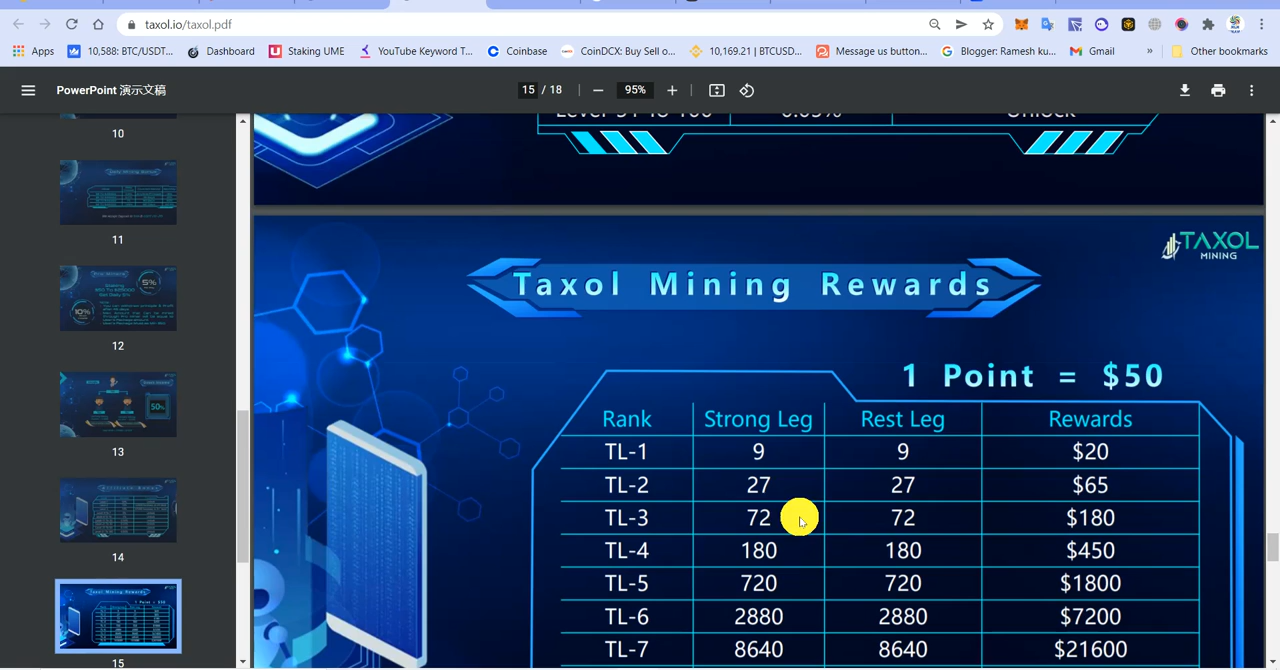 taxol.io/taxol.pdf
Apps
10,588: BTC/USDT...
Dashboard
Staking UME
YouTube Keyword T...
Coinbase
CoinDCX: Buy Sell o...
10,169.21 | BTCUSD...
Message us button...
Blogger: Ramesh ku...
Gmail
»
Other bookmarks
PowerPoint 演示文稿
15 / 18
95%
10
11
12
13
14
15
TAXOL
MINING
Taxol Mining Rewards
1 Point = $50
Rank Strong Leg Rest Leg Rewards
TL-1 9 9 $20
TL-2 27 27 $65
TL-3 72 72 $180
TL-4 180 180 $450
TL-5 720 720 $1800
TL-6 2880 2880 $7200
TL-7 8640 8640 $21600